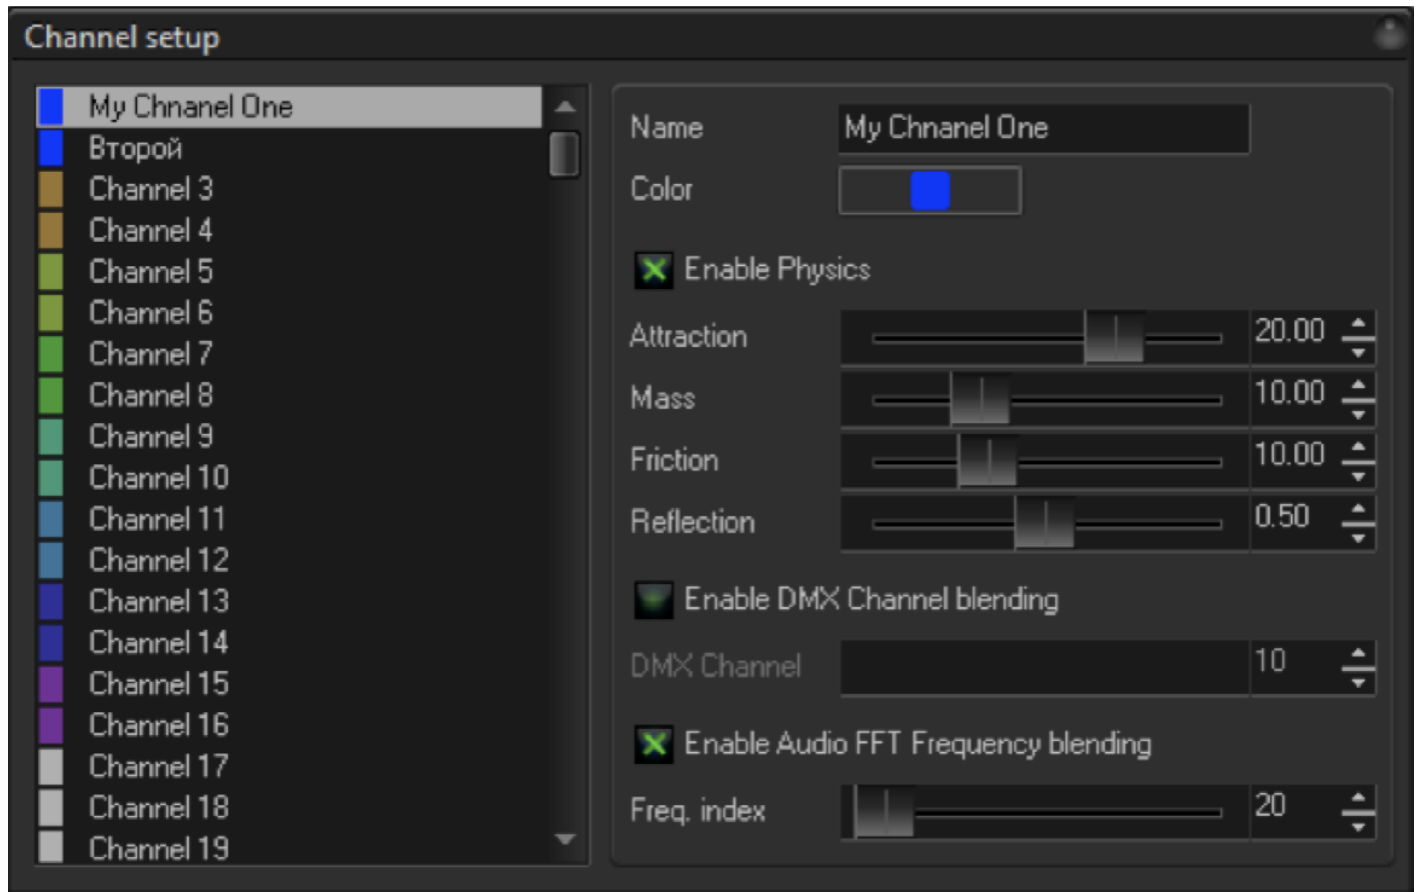 Channel setup
My Chnanel One
Второй
Channel 3
Channel 4
Channel 5
Channel 6
Channel 7
Channel 8
Channel 9
Channel 10
Channel 11
Channel 12
Channel 13
Channel 14
Channel 15
Channel 16
Channel 17
Channel 18
Channel 19
Name My Chnanel One
Color
Enable Physics
Attraction 20.00
Mass 10.00
Friction 10.00
Reflection 0.50
Enable DMX Channel blending
DMX Channel 10
Enable Audio FFT Frequency blending
Freq. index 20